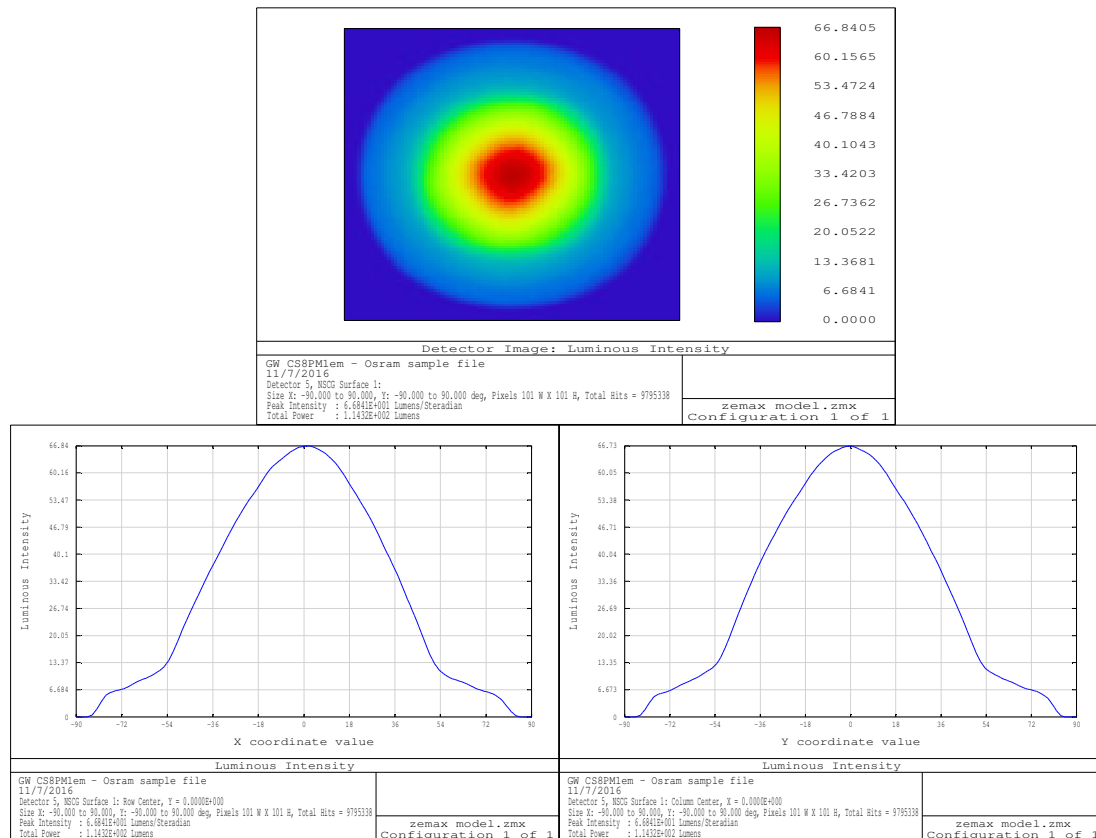 66.8405
60.1565
53.4724
46.7884
40.1043
33.4203
26.7362
20.0522
13.3681
6.6841
0.0000
Detector Image: Luminous Intensity
GW CS8PM1em - Osram sample file
11/7/2016
Detector 5, NSCG Surface 1:
Size X: -90.000 to 90.000, Y: -90.000 to 90.000 deg, Pixels 101 W X 101 H, Total Hits = 9795338
Peak Intensity : 6.6841E+001 Lumens/Steradian
Total Power : 1.1432E+002 Lumens
zemax model.zmx
Configuration 1 of 1
66.84
60.16
53.47
46.79
40.1
33.42
26.74
20.05
13.37
6.684
0
Luminous Intensity
-90 -72 -54 -36 -18 0 18 36 54 72 90
X coordinate value
Luminous Intensity
GW CS8PM1em - Osram sample file
11/7/2016
Detector 5, NSCG Surface 1: Row Center, Y = 0.0000E+000
Size X: -90.000 to 90.000, Y: -90.000 to 90.000 deg, Pixels 101 W X 101 H, Total Hits = 9795338
Peak Intensity : 6.6841E+001 Lumens/Steradian
Total Power : 1.1432E+002 Lumens
zemax model.zmx
Configuration 1 of 1
66.73
60.05
53.38
46.71
40.04
33.36
26.69
20.02
13.35
6.673
0
Luminous Intensity
-90 -72 -54 -36 -18 0 18 36 54 72 90
Y coordinate value
Luminous Intensity
GW CS8PM1em - Osram sample file
11/7/2016
Detector 5, NSCG Surface 1: Column Center, X = 0.0000E+000
Size X: -90.000 to 90.000, Y: -90.000 to 90.000 deg, Pixels 101 W X 101 H, Total Hits = 9795338
Peak Intensity : 6.6841E+001 Lumens/Steradian
Total Power : 1.1432E+002 Lumens
zemax model.zmx
Configuration 1 of 1